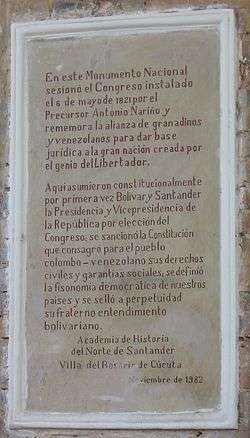 En este Monumento Nacional
sesionó el Congreso instalado
el 6 de mayo de 1821 por el
Precursor Antonio Nariño y
rememora la alianza de granadinos
y venezolanos para dar base
jurídica a la gran nación creada por
el genio del Libertador.
Aquí asumieron constitucionalmente
por primera vez Bolívar y Santander
la Presidencia y Vicepresidencia de
la República por elección del
Congreso, se sancionó la Constitución
que consagró para el pueblo
colombo-venezolano sus derechos
civiles y garantías sociales, se definió
la fisonomía democrática de nuestros
países y se selló a perpetuidad
su fraterno entendimiento
bolivariano.
Academia de Historia
del Norte de Santander
Villa del Rosario de Cúcuta
Noviembre de 1982